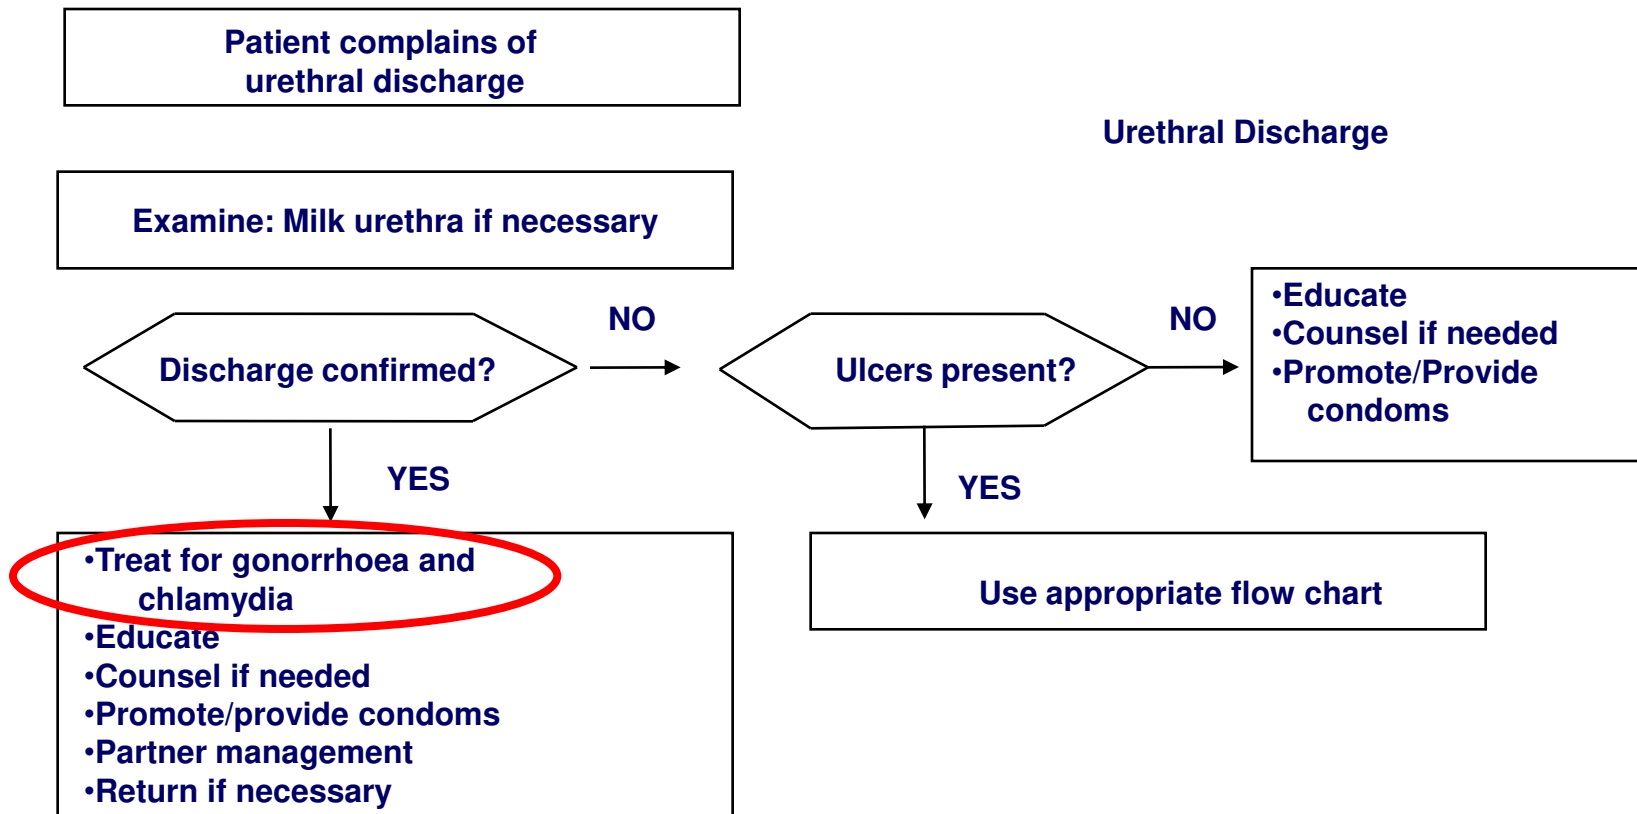 Patient complains of
urethral discharge
Urethral Discharge
Examine: Milk urethra if necessary
Discharge confirmed?
NO
Ulcers present?
NO
•Educate
•Counsel if needed
•Promote/Provide
condoms
YES
YES
•Treat for gonorrhoea and
chlamydia
•Educate
•Counsel if needed
•Promote/provide condoms
•Partner management
•Return if necessary
Use appropriate flow chart